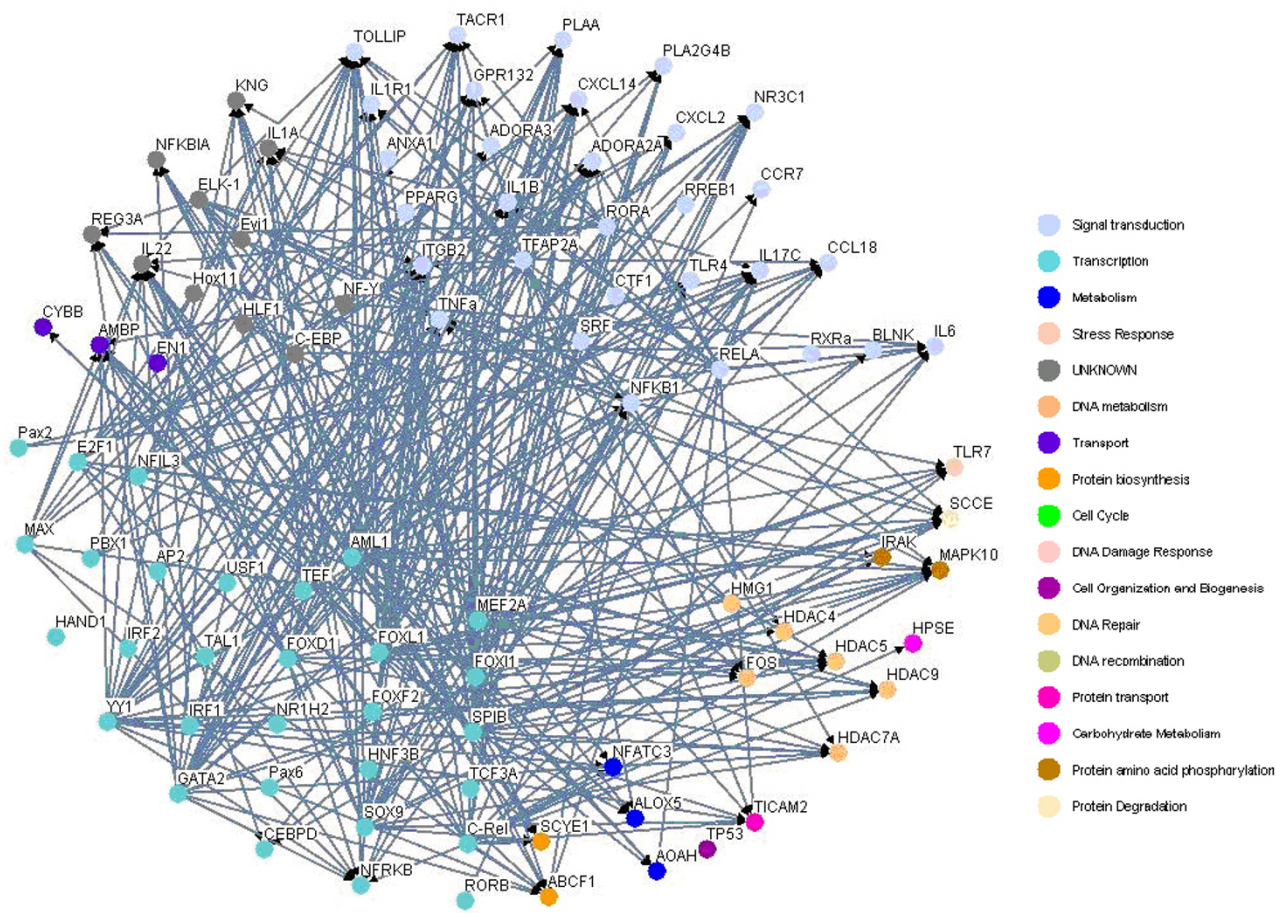 TACR1
PLAA
TOLLIP
PLA2G4B
GPR132
CXCL14
KNG
IL1R1
NR3C1
CXCL2
IL1A
ADORA3
NFKBIA
ANXA1
ADORA2A
CCR7
ELK-1
RREB1
IL1B
PPARG
RORA
REG3A
Evi1
IL22
ITGB2
TFAP2A
TLR4
IL17C
CCL18
Hox11
CTF1
NF-Y
CYBB
HLF1
TNFa
AMBP
SRF
IL6
EN1
C-EBP
RXRa
BLNK
RELA
NFKB1
Pax2
E2F1
NFIL3
TLR7
SCCE
MAX
AML1
IRAK
PBX1
AP2
MAPK10
USF1
TEF
HMG1
MEF2A
HDAC4
HAND1
IRF2
TAL1
FOXD1
FOXL1
HPSE
HDAC5
FOXI1
FOS
HDAC9
YY1
IRF1
NR1H2
FOXF2
SPIB
HDAC7A
HNF3B
NFATC3
GATA2
Pax6
TCF3A
ALOX5
TICAM2
SOX9
C-Rel
SCYE1
TP53
CEBPD
AOAH
NFRKB
RORB
ABCF1
Signal transduction
Transcription
Metabolism
Stress Response
UNKNOWN
DNA metabolism
Transport
Protein biosynthesis
Cell Cycle
DNA Damage Response
Cell Organization and Biogenesis
DNA Repair
DNA recombination
Protein transport
Carbohydrate Metabolism
Protein amino acid phosphorylation
Protein Degradation